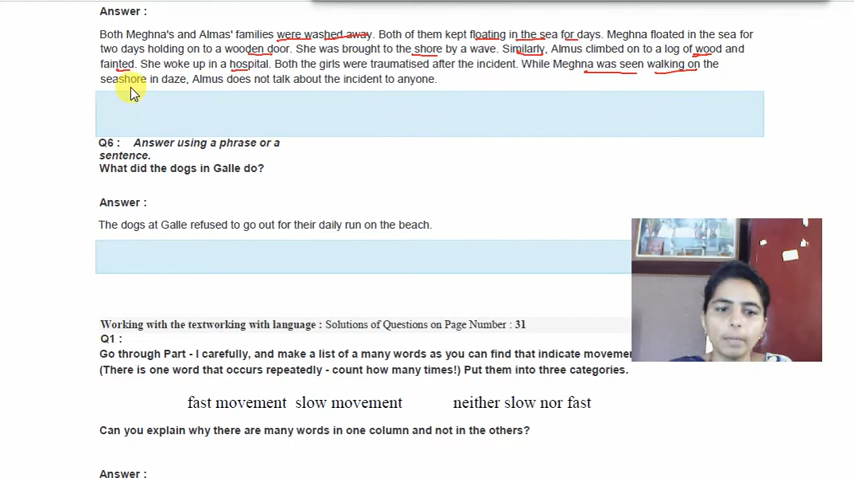 Answer :
Both Meghna's and Almas' families were washed away. Both of them kept floating in the sea for days. Meghna floated in the sea for
two days holding on to a wooden door. She was brought to the shore by a wave. Similarly, Almus climbed on to a log of wood and
fainted. She woke up in a hospital. Both the girls were traumatised after the incident. While Meghna was seen walking on the
seashore in daze, Almus does not talk about the incident to anyone.
Q6 : Answer using a phrase or a
sentence.
What did the dogs in Galle do?
Answer :
The dogs at Galle refused to go out for their daily run on the beach.
Working with the textworking with language : Solutions of Questions on Page Number : 31
Q1 :
Go through Part - I carefully, and make a list of a many words as you can find that indicate movemen
(There is one word that occurs repeatedly - count how many times!) Put them into three categories.
fast movement slow movement neither slow nor fast
Can you explain why there are many words in one column and not in the others?
Answer :